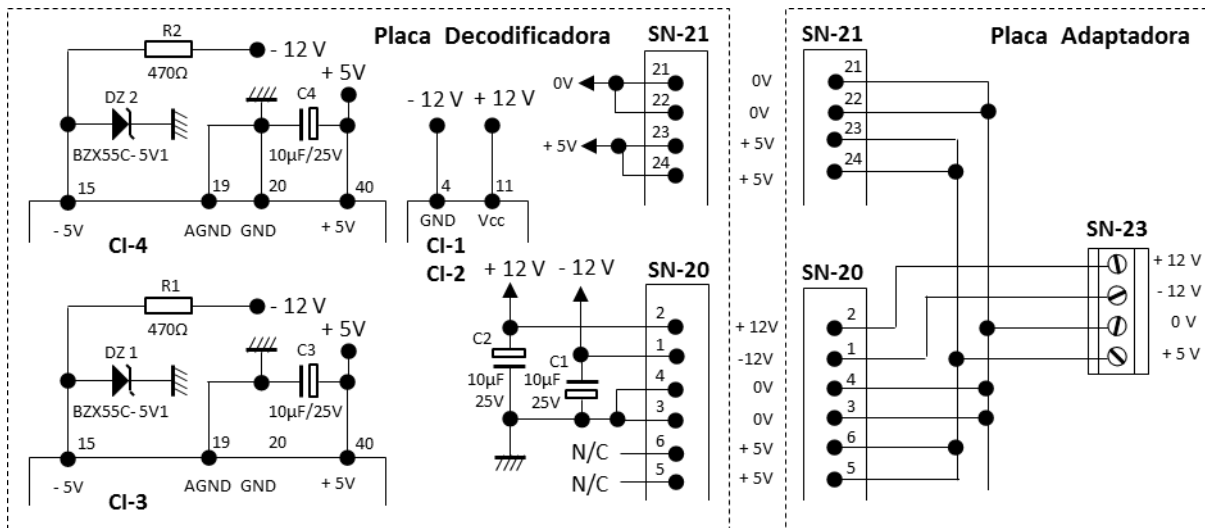 Placa Decodificadora
R2
- 12 V
470Ω
+ 5V
DZ 2
C4
BZX55C- 5V1
10µF/25V
15
19
20
40
- 5V
AGND GND
+ 5V
CI-4
- 12 V
+ 12 V
4
11
GND
Vcc
CI-1
CI-2
SN-21
0V
21
22
+ 5V
23
24
R1
- 12 V
470Ω
+ 5V
DZ 1
C3
BZX55C- 5V1
10µF/25V
15
19
20
40
- 5V
AGND GND
+ 5V
CI-3
+ 12 V
- 12 V
SN-20
C2
10µF
25V
C1
10µF
25V
2
1
4
3
N/C
6
N/C
5
Placa Adaptadora
SN-21
0V
21
0V
22
+ 5V
23
+ 5V
24
SN-20
+ 12V
2
-12V
1
0V
4
0V
3
+ 5V
6
+ 5V
5
SN-23
+ 12 V
- 12 V
0 V
+ 5 V